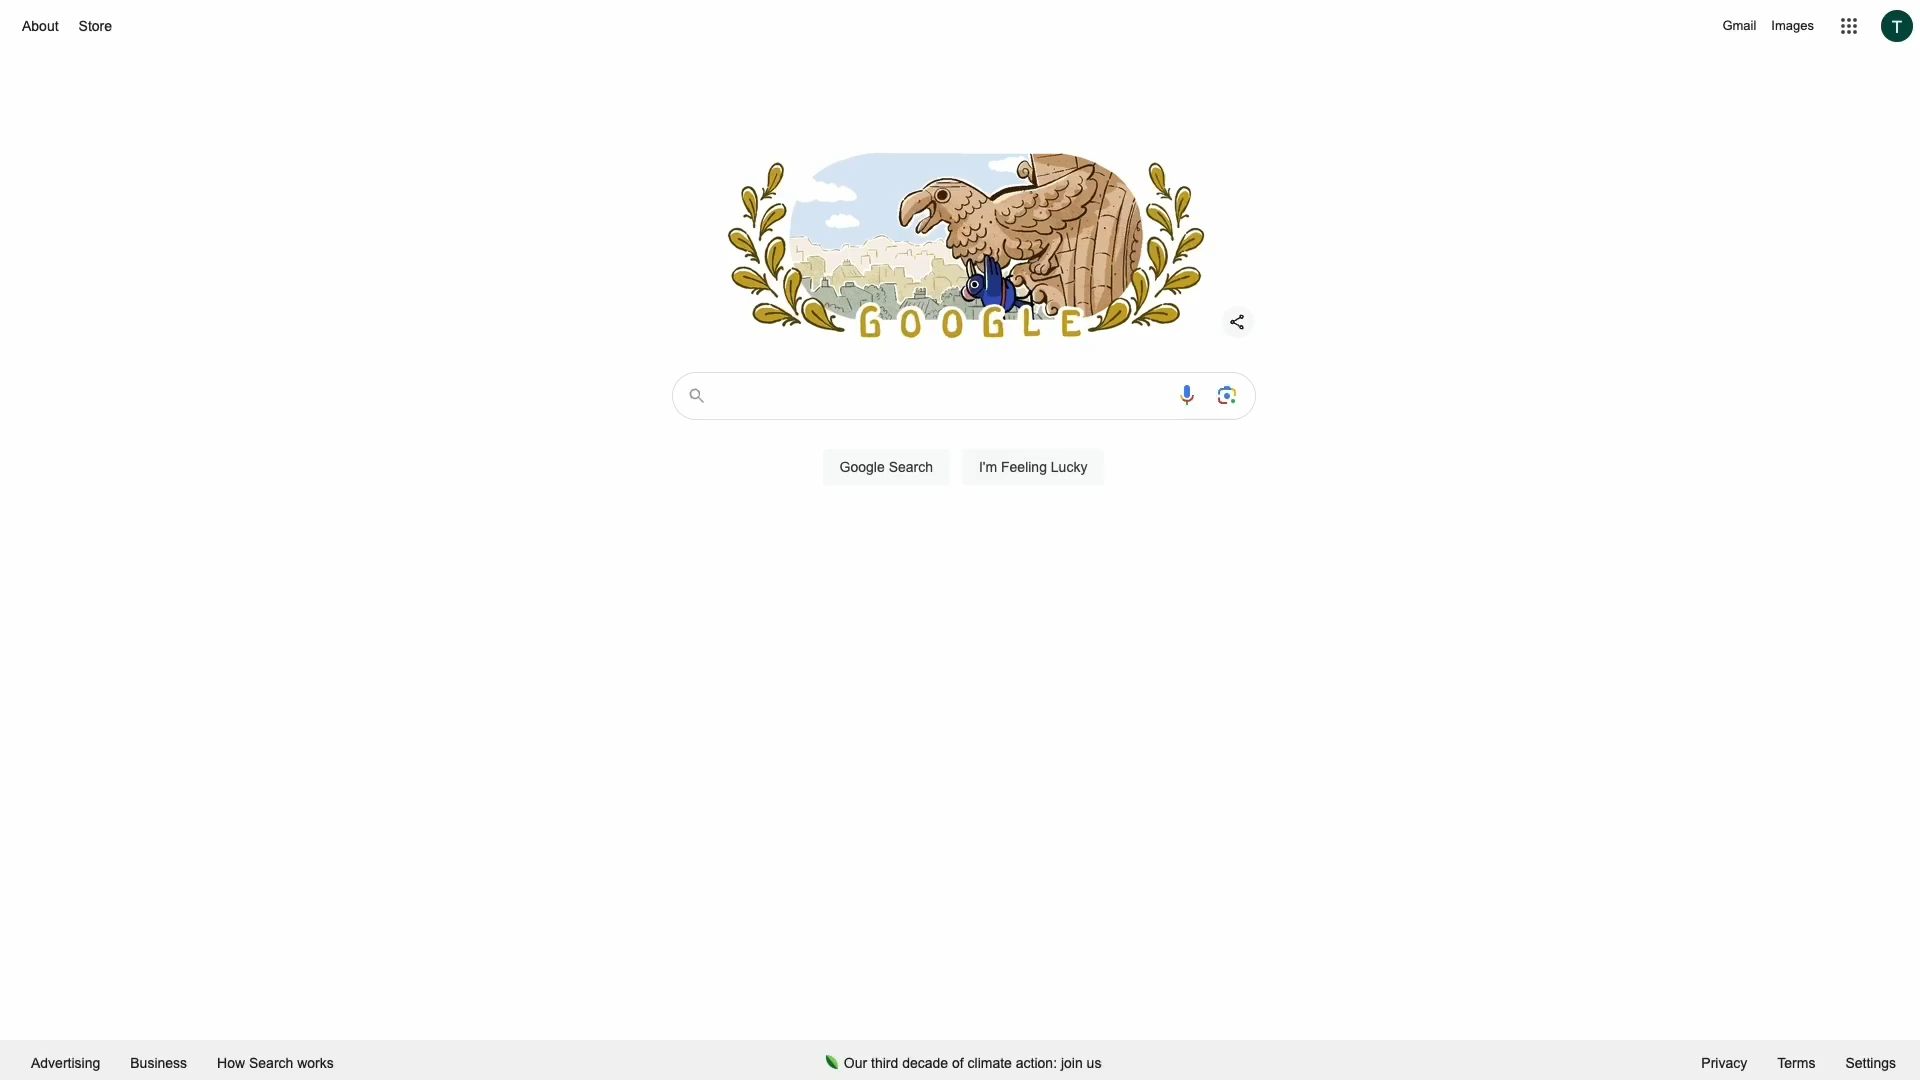 About Store
Gmail Images
T
GOOGLE
Google Search I'm Feeling Lucky
Advertising Business How Search works
Our third decade of climate action: join us
Privacy Terms Settings